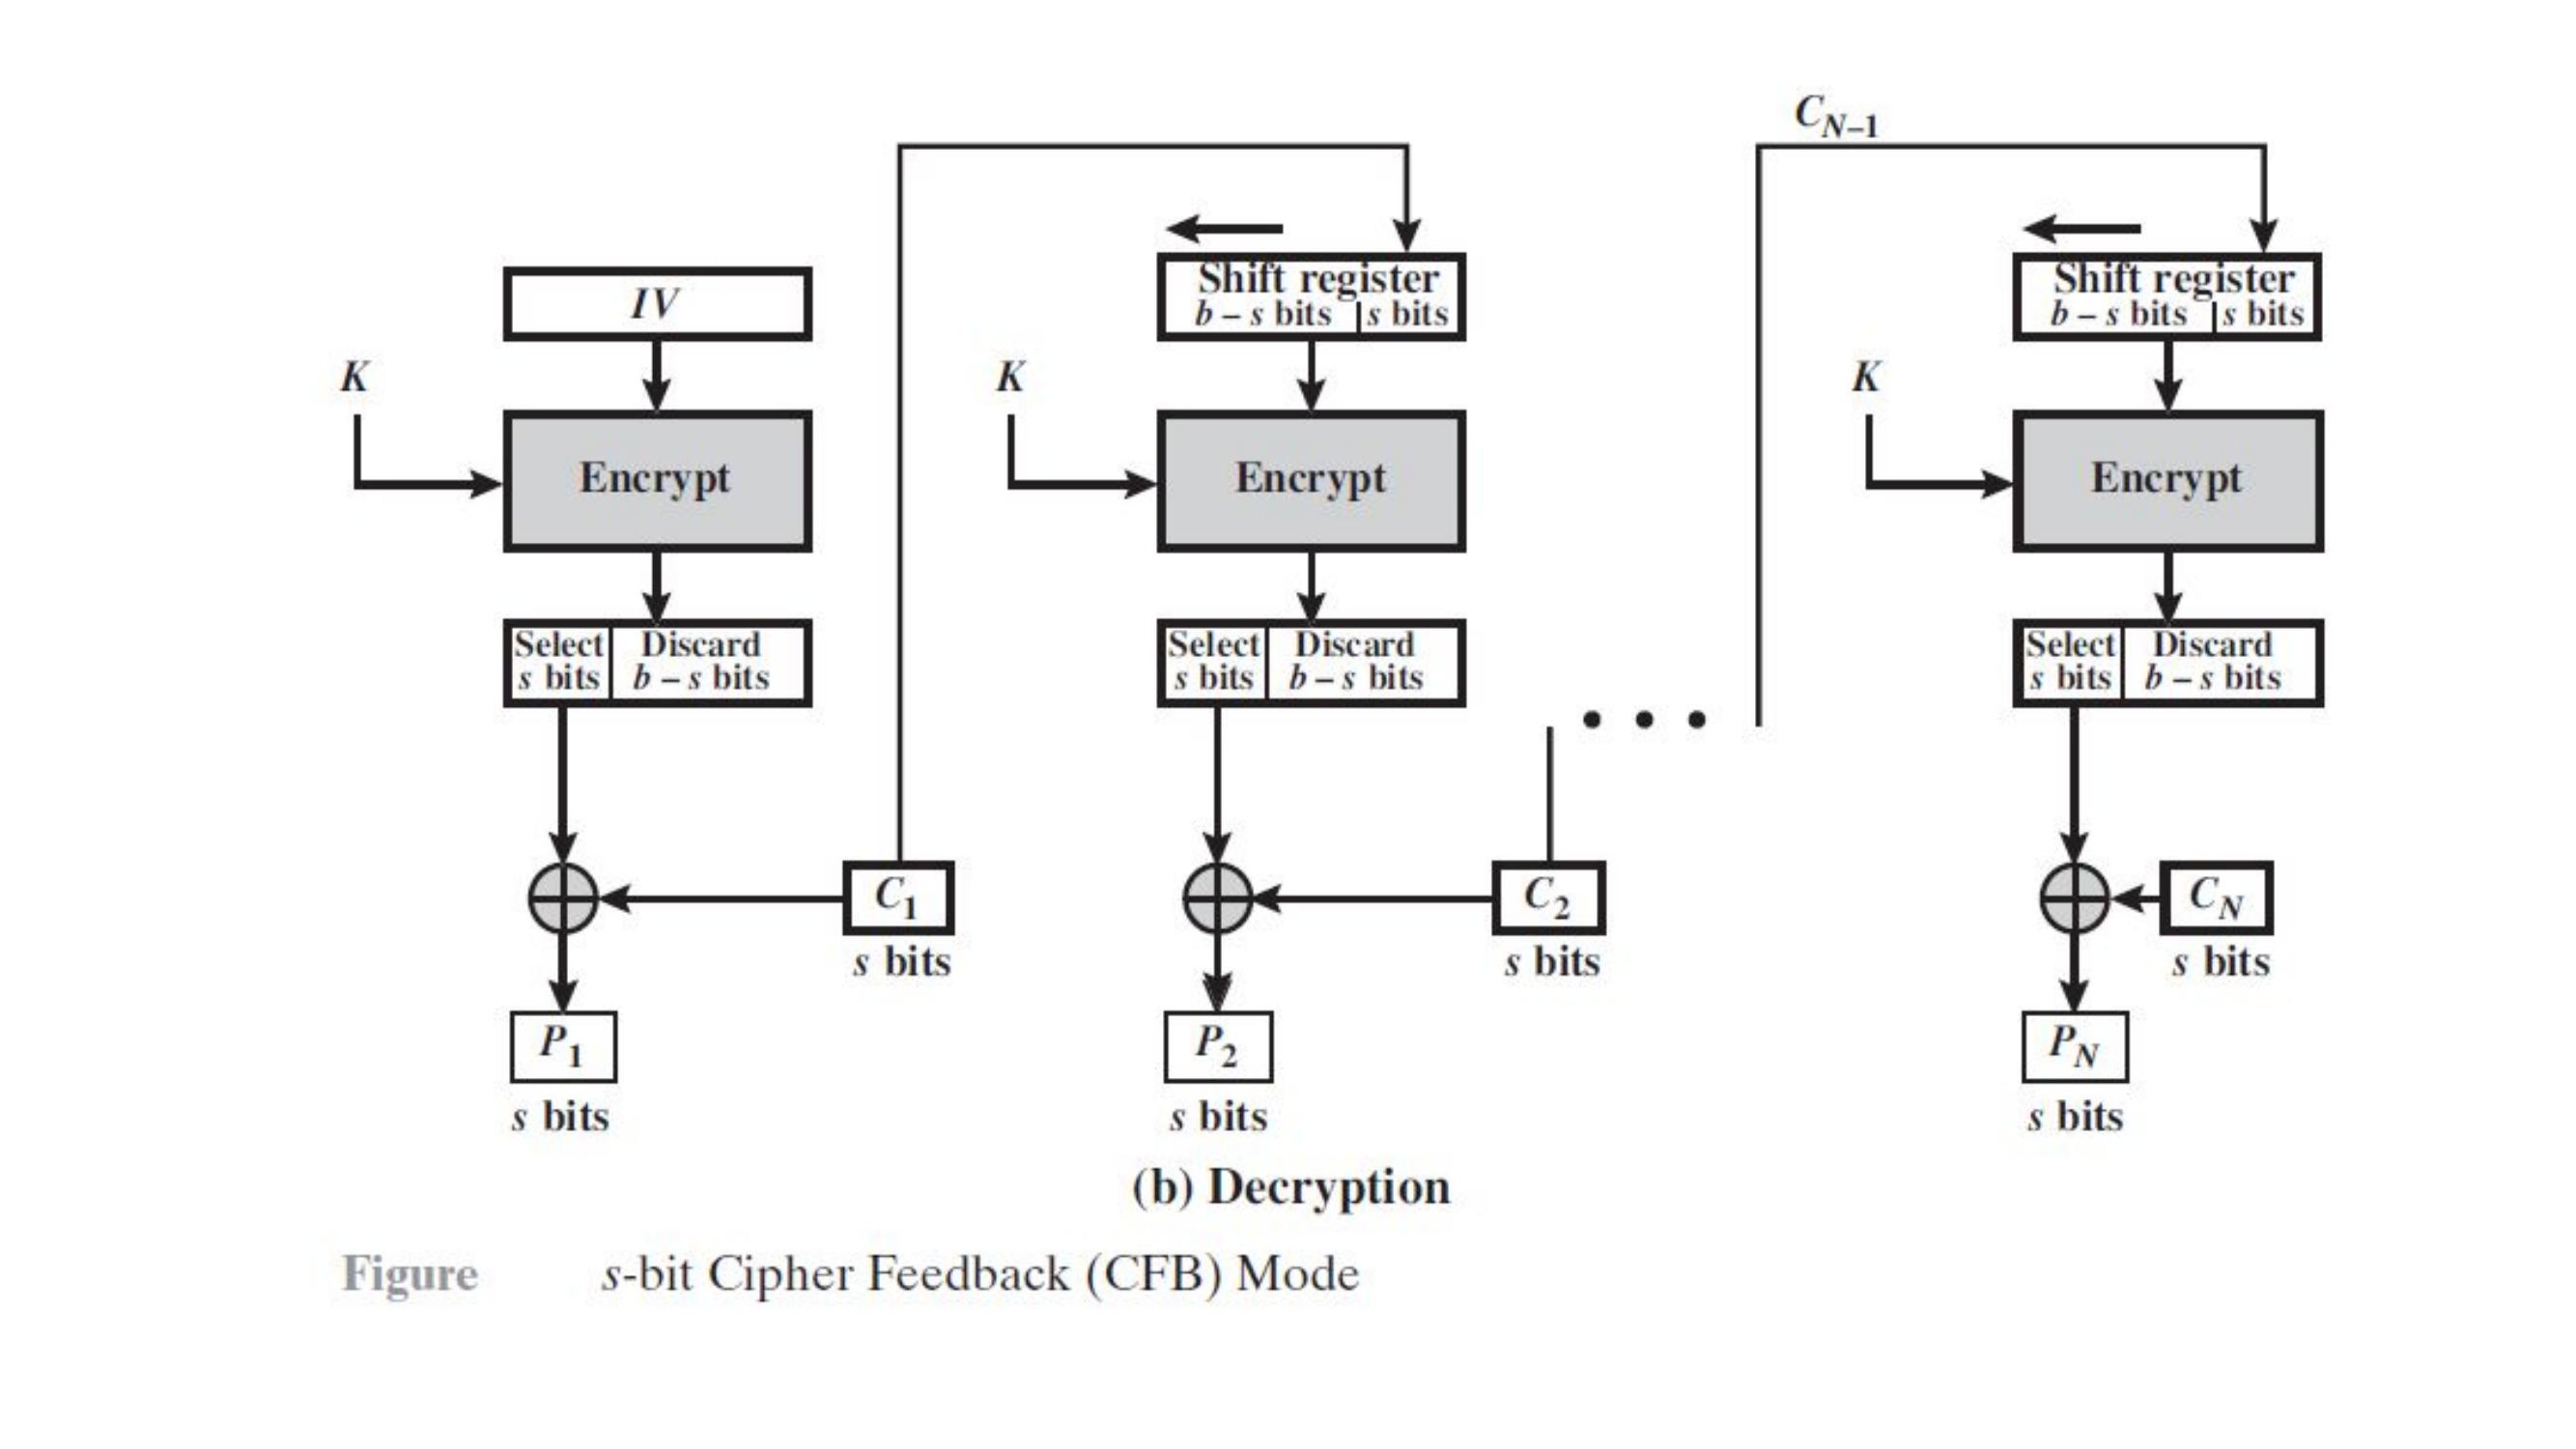 C_{N–1}
IV
Shift register
b – s bits | s bits
Shift register
b – s bits | s bits
K
K
K
Encrypt
Encrypt
Encrypt
Select
s bits
Discard
b – s bits
Select
s bits
Discard
b – s bits
Select
s bits
Discard
b – s bits
• • •
C_1
s bits
C_2
s bits
C_N
s bits
P_1
s bits
P_2
s bits
P_N
s bits
(b) Decryption
Figure s-bit Cipher Feedback (CFB) Mode